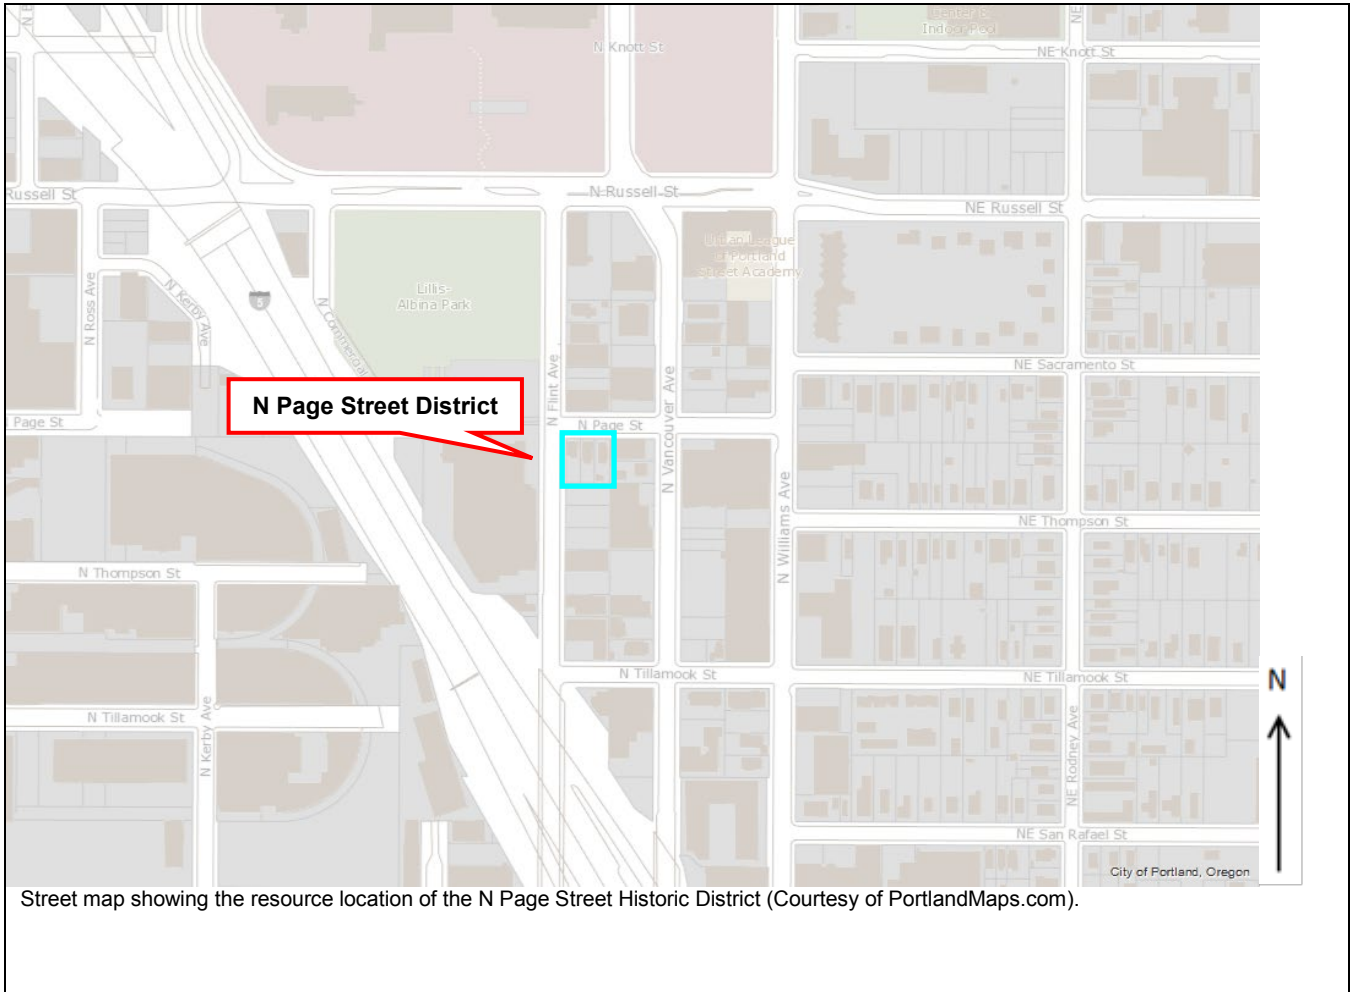 N E
Center &
Indoor Pool
NE
N Knott St
NE Knott St
Russell St
N Russell St
NE Russell St
Urban League
of Portland
Street Academy
N Ross Ave
N Kerby Ave
5
N Commercial
Lillis-
Albina Park
N Flint Ave
N Vancouver Ave
NE Sacramento St
N Page Street District
Page St
N Page St
N Williams Ave
NE Thompson St
N Thompson St
N Tillamook St
NE Tillamook St
N Tillamook St
N Kerby Ave
NE Rodney Ave
NE San Rafael St
City of Portland, Oregon
N
Street map showing the resource location of the N Page Street Historic District (Courtesy of PortlandMaps.com).